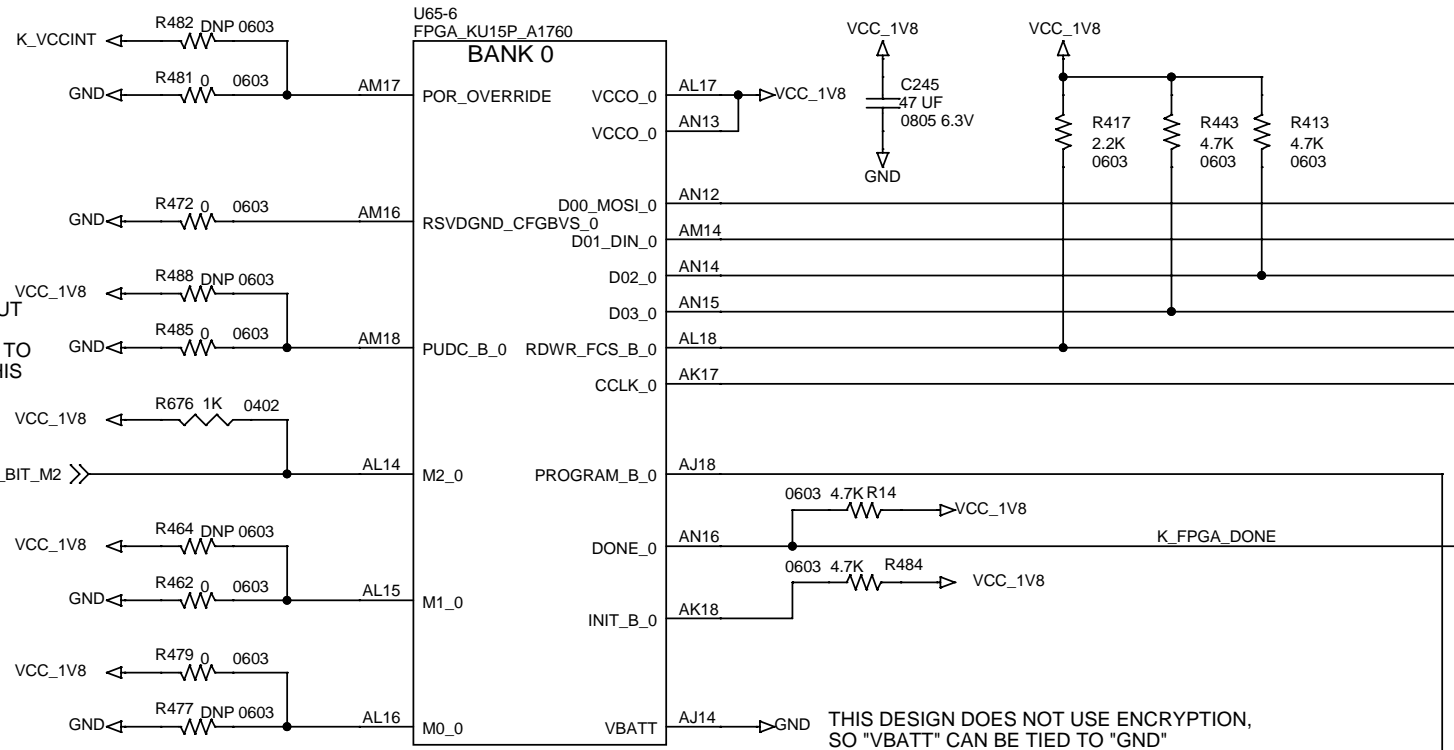 U65-6
FPGA_KU15P_A1760
BANK 0
R482 DNP 0603
K_VCCINT
R481 0 0603
GND
AM17
POR_OVERRIDE
R472 0 0603
GND
AM16
RSVDGND_CFGBVS_0
R488 DNP 0603
VCC_1V8
UT
R485 0 0603
TO
GND
HIS
AM18
PUDC_B_0
R676 1K 0402
VCC_1V8
_BIT_M2
AL14
M2_0
R464 DNP 0603
VCC_1V8
R462 0 0603
GND
AL15
M1_0
R479 0 0603
VCC_1V8
R477 DNP 0603
GND
AL16
M0_0
VCCO_0
AL17
VCC_1V8
VCCO_0
AN13
D00_MOSI_0
AN12
D01_DIN_0
AM14
D02_0
AN14
D03_0
AN15
RDWR_FCS_B_0
AL18
CCLK_0
AK17
PROGRAM_B_0
AJ18
DONE_0
AN16
INIT_B_0
AK18
VBATT
AJ14
GND
VCC_1V8
C245
47 UF
0805 6.3V
GND
VCC_1V8
R417
2.2K
0603
R443
4.7K
0603
R413
4.7K
0603
0603 4.7K R14
VCC_1V8
K_FPGA_DONE
0603 4.7K R484
VCC_1V8
THIS DESIGN DOES NOT USE ENCRYPTION,
SO "VBATT" CAN BE TIED TO "GND"